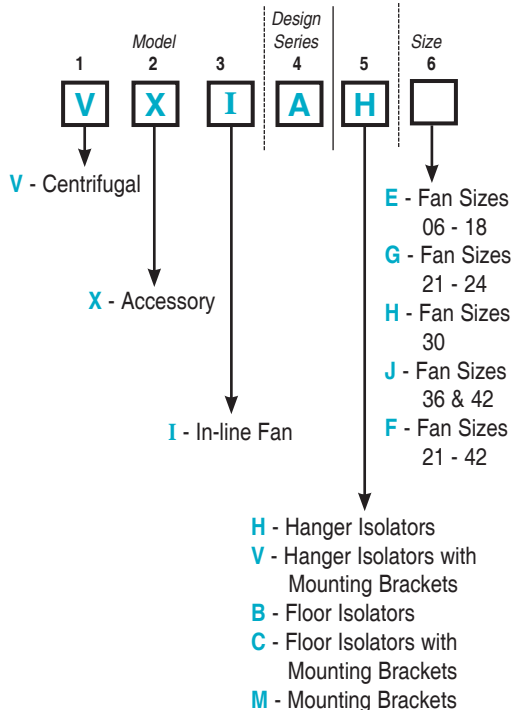 Design
Model Series Size
1 2 3 4 5 6
V X I A H
V - Centrifugal
X - Accessory
I - In-line Fan
E - Fan Sizes
06 - 18
G - Fan Sizes
21 - 24
H - Fan Sizes
30
J - Fan Sizes
36 & 42
F - Fan Sizes
21 - 42
H - Hanger Isolators
V - Hanger Isolators with
Mounting Brackets
B - Floor Isolators
C - Floor Isolators with
Mounting Brackets
M - Mounting Brackets